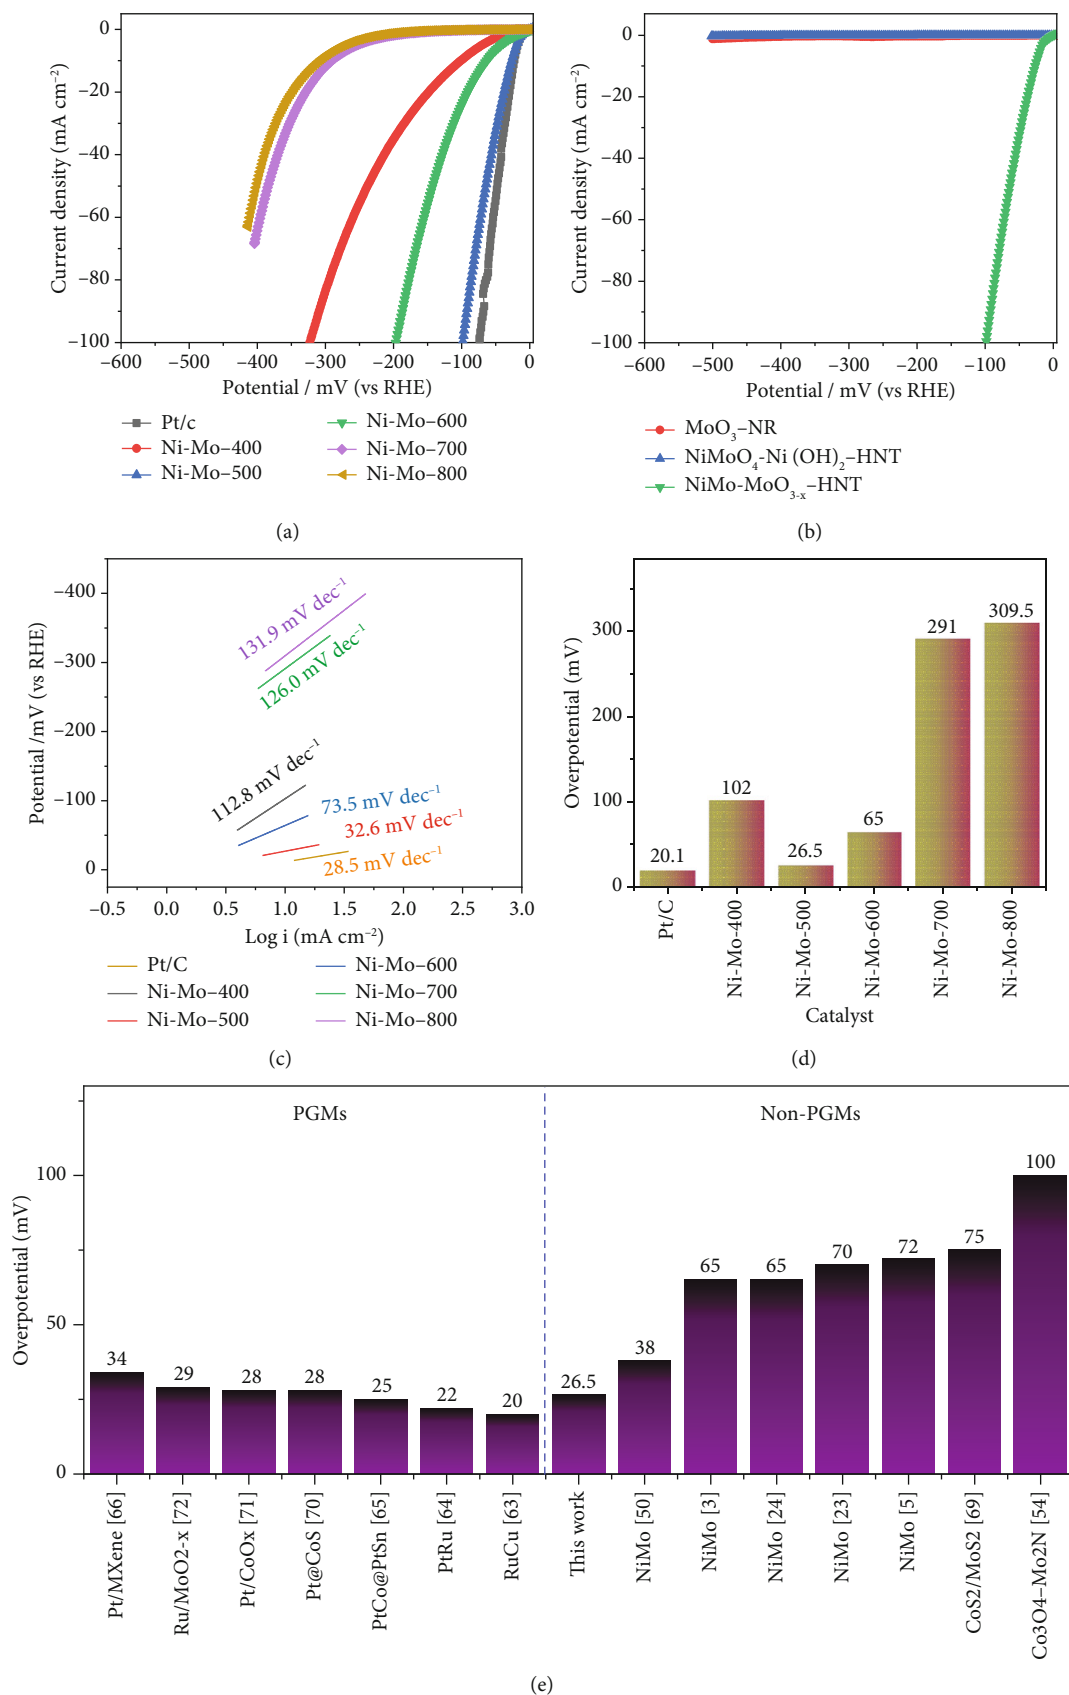 0
−20
−40
−60
−80
−100
Current density (mA cm⁻²)
−600
−500
−400
−300
−200
−100
0
Potential / mV (vs RHE)
Pt/c
Ni-Mo–400
Ni-Mo–500
Ni-Mo–600
Ni-Mo–700
Ni-Mo–800
(a)
0
−20
−40
−60
−80
−100
Current density (mA cm⁻²)
−600
−500
−400
−300
−200
−100
0
Potential / mV (vs RHE)
MoO₃–NR
NiMoO₄-Ni (OH)₂–HNT
NiMo-MoO₃₋ₓ–HNT
(b)
−400
−300
−200
−100
0
Potential /mV (vs RHE)
131.9 mV dec⁻¹
126.0 mV dec⁻¹
112.8 mV dec⁻¹
73.5 mV dec⁻¹
32.6 mV dec⁻¹
28.5 mV dec⁻¹
−0.5
0.0
0.5
1.0
1.5
2.0
2.5
3.0
Log i (mA cm⁻²)
Pt/C
Ni-Mo–400
Ni-Mo–500
Ni-Mo–600
Ni-Mo–700
Ni-Mo–800
(c)
300
200
100
0
Overpotential (mV)
20.1
102
26.5
65
291
309.5
Pt/C
Ni-Mo-400
Ni-Mo-500
Ni-Mo-600
Ni-Mo-700
Ni-Mo-800
Catalyst
(d)
PGMs
Non-PGMs
100
50
0
Overpotential (mV)
34
29
28
28
25
22
20
26.5
38
65
65
70
72
75
100
Pt/MXene [66]
Ru/MoO2-x [72]
Pt/CoOx [71]
Pt@CoS [70]
PtCo@PtSn [65]
PtRu [64]
RuCu [63]
This work
NiMo [50]
NiMo [3]
NiMo [24]
NiMo [23]
NiMo [5]
CoS2/MoS2 [69]
Co3O4–Mo2N [54]
(e)